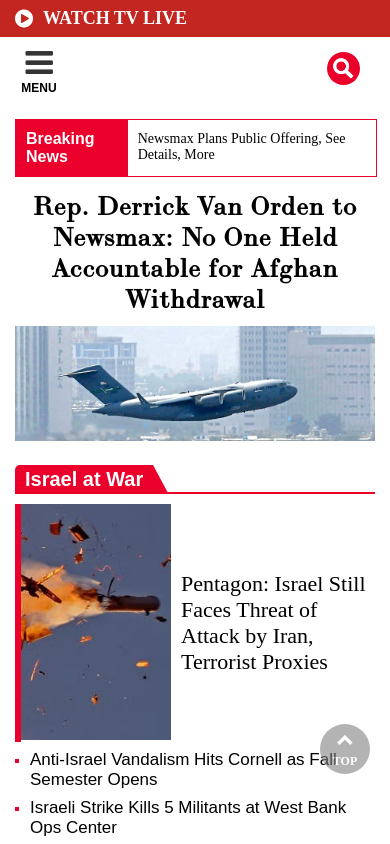 WATCH TV LIVE
MENU
Breaking
News
Newsmax Plans Public Offering, See
Details, More
Rep. Derrick Van Orden to
Newsmax: No One Held
Accountable for Afghan
Withdrawal
Israel at War
Pentagon: Israel Still
Faces Threat of
Attack by Iran,
Terrorist Proxies
Anti-Israel Vandalism Hits Cornell as Fall
Semester Opens
TOP
Israeli Strike Kills 5 Militants at West Bank
Ops Center